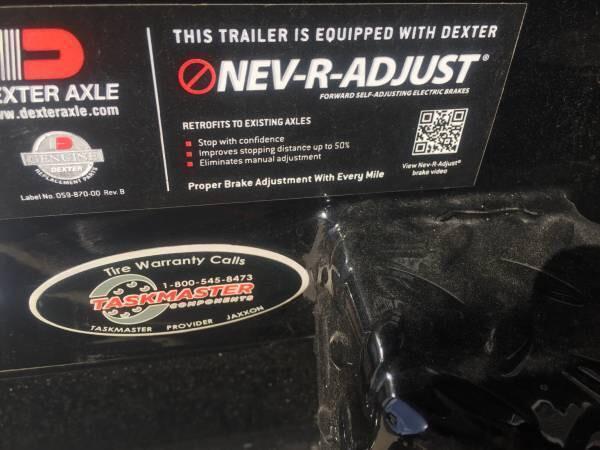 THIS TRAILER IS EQUIPPED WITH DEXTER
NEV-R-ADJUST®
FORWARD SELF-ADJUSTING ELECTRIC BRAKES
EXTER AXLE
ww.dexteraxle.com
GENUINE
DEXTER
REPLACEMENT PARTS
Label No. 059-870-00 Rev. B
RETROFITS TO EXISTING AXLES
Stop with confidence
Improves stopping distance up to 50%
Eliminates manual adjustment
Proper Brake Adjustment With Every Mile
View Nev-R-Adjust®
brake video
Tire Warranty Calls
1-800-545-8473
TASKMASTER
COMPONENTS
TASKMASTER PROVIDER JAXXON